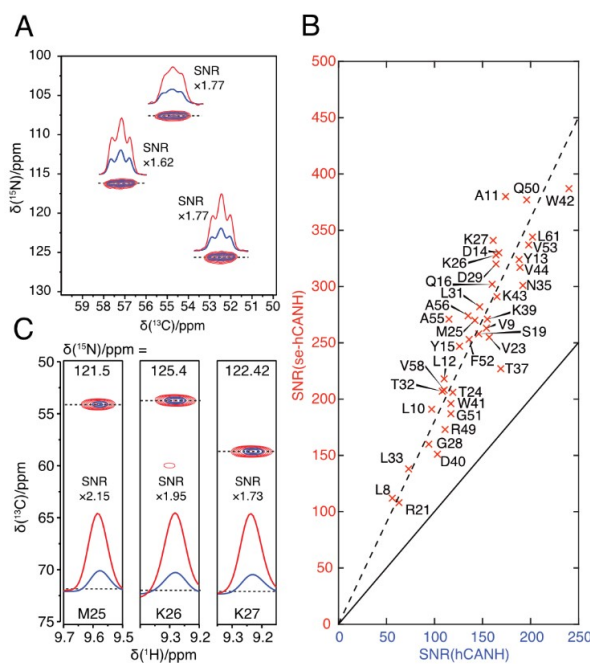 A
100
105
110
115
120
125
130
δ(¹⁵N)/ppm
SNR
×1.77
SNR
×1.62
SNR
×1.77
59 58 57 56 55 54 53 52 51 50
δ(¹³C)/ppm
B
500
450
400
350
300
250
200
150
100
50
0
SNR(se-hCANH)
A11
Q50
W42
K27
L61
D14
V53
K26
Y13
D29
V44
Q16
N35
L31
K43
A56
K39
A55
V9
M25
S19
Y15
V23
L12
F52
V58
T37
T32
T24
L10
W41
G51
R49
G28
D40
L33
L8
R21
0 50 100 150 200 250
SNR(hCANH)
C
δ(¹⁵N)/ppm =
121.5 125.4 122.42
50
55
60
65
70
75
δ(¹³C)/ppm
SNR SNR SNR
×2.15 ×1.95 ×1.73
M25 K26 K27
9.7 9.6 9.5 9.3 9.2 9.3 9.2
δ(¹H)/ppm